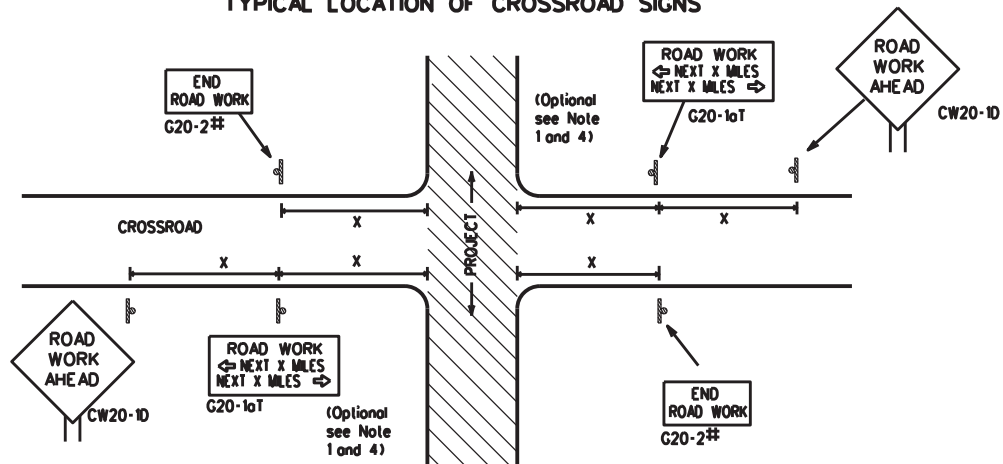 TYPICAL LOCATION OF CROSSROAD SIGNS
END
ROAD WORK
G20-2#
(Optional
see Note
1 and 4)
ROAD WORK
⇦ NEXT X MILES
NEXT X MILES ⇨
G20-1aT
ROAD
WORK
AHEAD
CW20-1D
X
X
X
CROSSROAD
PROJECT
X
X
X
ROAD
WORK
AHEAD
CW20-1D
ROAD WORK
⇦ NEXT X MILES
NEXT X MILES ⇨
G20-1aT
(Optional
see Note
1 and 4)
END
ROAD WORK
G20-2#